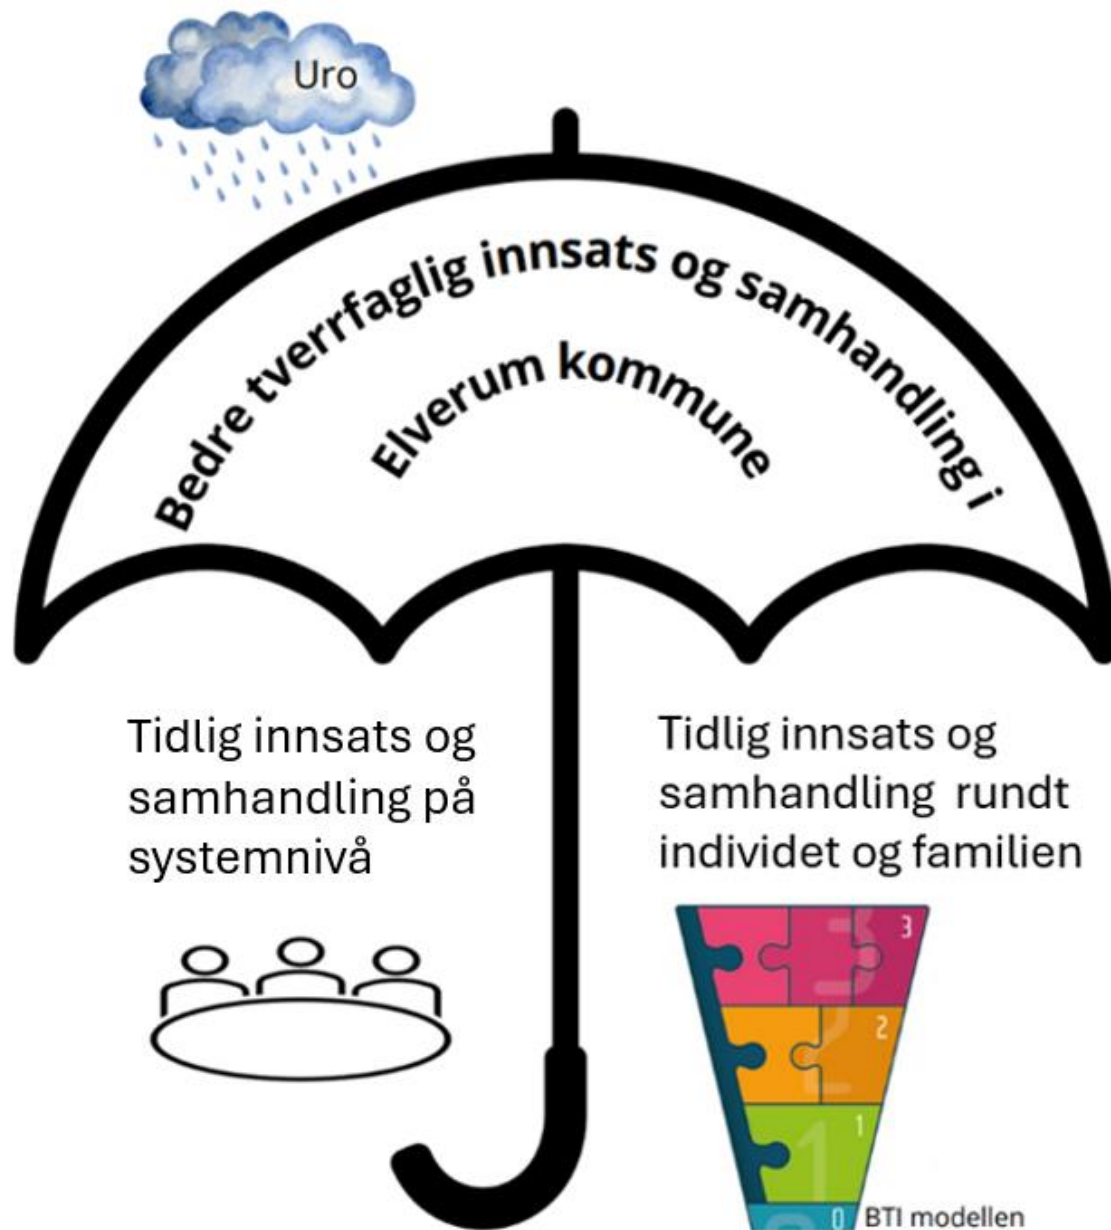 Uro
Bedre tverrfaglig innsats og samhandling i
Elverum kommune
Tidlig innsats og
samhandling på
systemnivå
Tidlig innsats og
samhandling rundt
individet og familien
3
2
1
0
BTI modellen